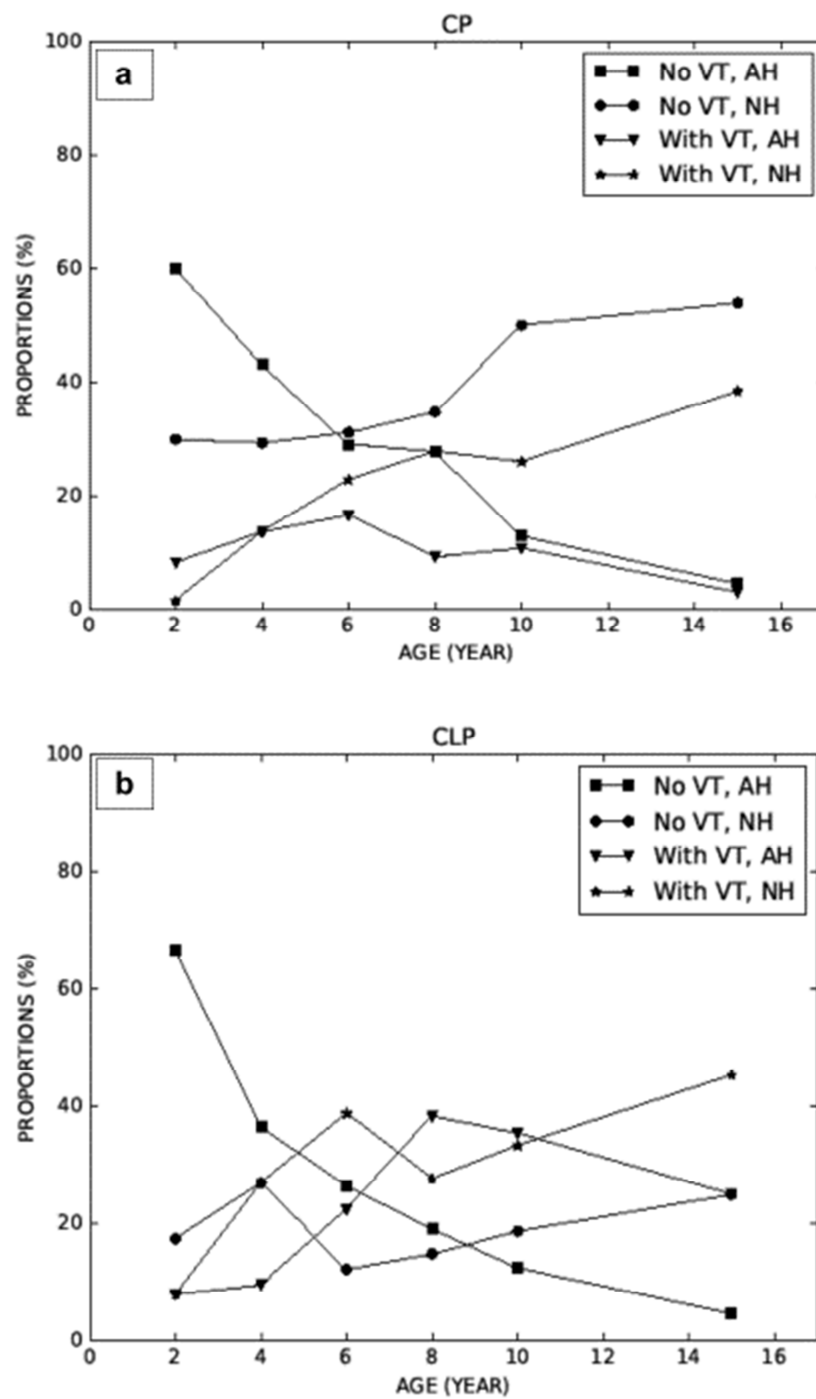 CP
a
No VT, AH
No VT, NH
With VT, AH
With VT, NH
100
80
60
40
20
0
PROPORTIONS (%)
0 2 4 6 8 10 12 14 16
AGE (YEAR)
CLP
b
No VT, AH
No VT, NH
With VT, AH
With VT, NH
100
80
60
40
20
0
PROPORTIONS (%)
0 2 4 6 8 10 12 14 16
AGE (YEAR)